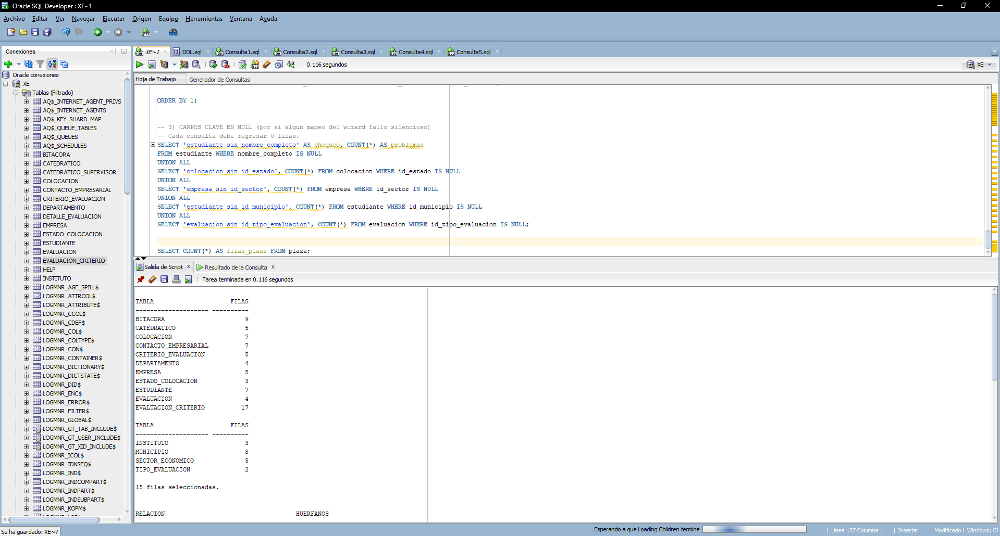 Oracle SQL Developer : XE~1
Archivo Editar Ver Navegar Ejecutar Origen Equipo Herramientas Ventana Ayuda
Conexiones
XE~1 DDL.sql Consulta1.sql Consulta2.sql Consulta3.sql Consulta4.sql Consulta5.sql
0.116 segundos
XE
Hoja de Trabajo Generador de Consultas
Oracle conexiones
XE
Tablas (Filtrado)
AQ$_INTERNET_AGENT_PRIVS
AQ$_INTERNET_AGENTS
AQ$_KEY_SHARD_MAP
AQ$_QUEUE_TABLES
AQ$_QUEUES
AQ$_SCHEDULES
BITACORA
CATEDRATICO
CATEDRATICO_SUPERVISOR
COLOCACION
CONTACTO_EMPRESARIAL
CRITERIO_EVALUACION
DEPARTAMENTO
DETALLE_EVALUACION
EMPRESA
ESTADO_COLOCACION
ESTUDIANTE
EVALUACION
EVALUACION_CRITERIO
HELP
INSTITUTO
LOGMNR_AGE_SPILL$
LOGMNR_ATTRCOL$
LOGMNR_ATTRIBUTE$
LOGMNR_CCOL$
LOGMNR_CDEF$
LOGMNR_COL$
LOGMNR_COLTYPE$
LOGMNR_CON$
LOGMNR_CONTAINER$
LOGMNR_DICTIONARY$
LOGMNR_DICTSTATE$
LOGMNR_DID$
LOGMNR_ENC$
LOGMNR_ERROR$
LOGMNR_FILTER$
LOGMNR_GLOBAL$
LOGMNR_GT_TAB_INCLUDE$
LOGMNR_GT_USER_INCLUDE$
LOGMNR_GT_XID_INCLUDE$
LOGMNR_ICOL$
LOGMNR_IDNSEQ$
LOGMNR_IND$
LOGMNR_INDCOMPART$
LOGMNR_INDPART$
LOGMNR_INDSUBPART$
LOGMNR_KOPM$
ORDER BY 1;
-- 3) CAMPOS CLAVE EN NULL (por si algun mapeo del wizard fallo silencioso)
-- Cada consulta debe regresar 0 filas.
SELECT 'estudiante sin nombre_completo' AS chequeo, COUNT(*) AS problemas
FROM estudiante WHERE nombre_completo IS NULL
UNION ALL
SELECT 'colocacion sin id_estado', COUNT(*) FROM colocacion WHERE id_estado IS NULL
UNION ALL
SELECT 'empresa sin id_sector', COUNT(*) FROM empresa WHERE id_sector IS NULL
UNION ALL
SELECT 'estudiante sin id_municipio', COUNT(*) FROM estudiante WHERE id_municipio IS NULL
UNION ALL
SELECT 'evaluacion sin id_tipo_evaluacion', COUNT(*) FROM evaluacion WHERE id_tipo_evaluacion IS NULL;
SELECT COUNT(*) AS filas_plaza FROM plaza;
Salida de Script Resultado de la Consulta
Tarea terminada en 0.116 segundos
TABLA FILAS
-------------------- ----------
BITACORA 9
CATEDRATICO 5
COLOCACION 7
CONTACTO_EMPRESARIAL 7
CRITERIO_EVALUACION 5
DEPARTAMENTO 4
EMPRESA 5
ESTADO_COLOCACION 3
ESTUDIANTE 7
EVALUACION 4
EVALUACION_CRITERIO 17
TABLA FILAS
-------------------- ----------
INSTITUTO 3
MUNICIPIO 8
SECTOR_ECONOMICO 5
TIPO_EVALUACION 2
15 filas seleccionadas.
RELACION HUERFANOS
Se ha guardado: XE~7
Esperando a que Loading Children termine
Línea 157 Columna 1 | Insertar | Modificado | Windows: